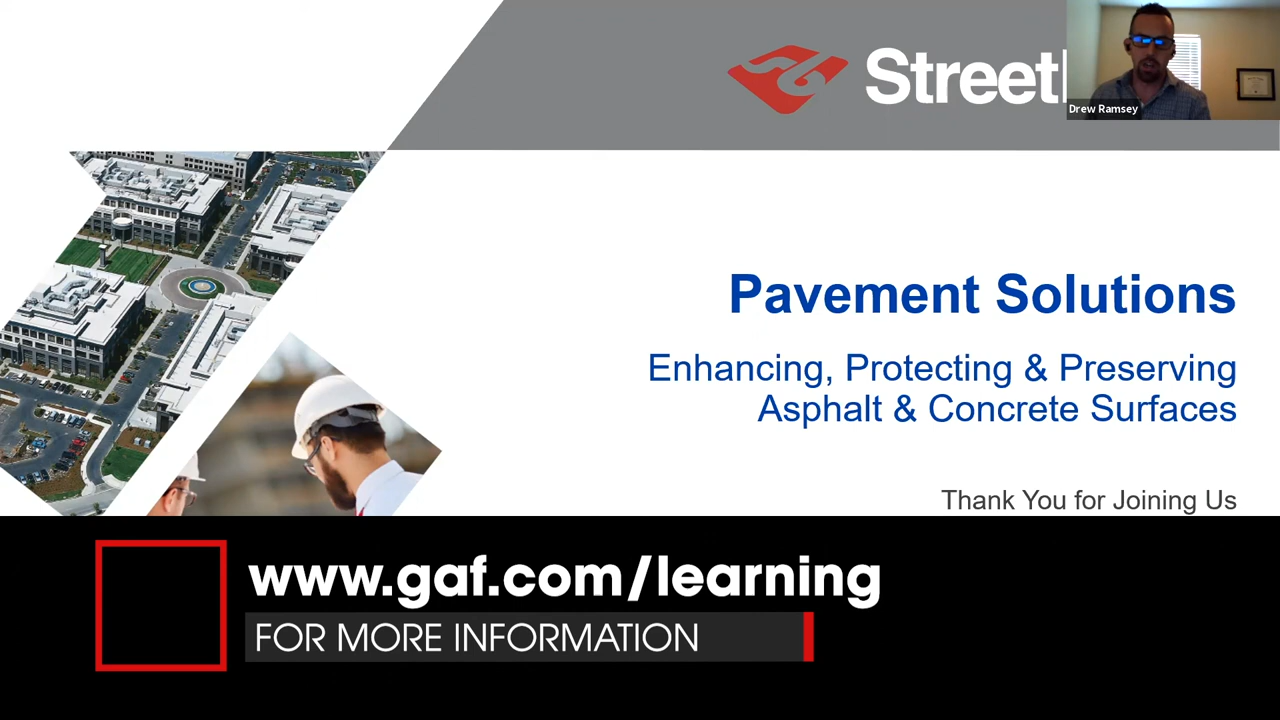 Street
Drew Ramsey
Pavement Solutions
Enhancing, Protecting & Preserving
Asphalt & Concrete Surfaces
Thank You for Joining Us
www.gaf.com/learning
FOR MORE INFORMATION